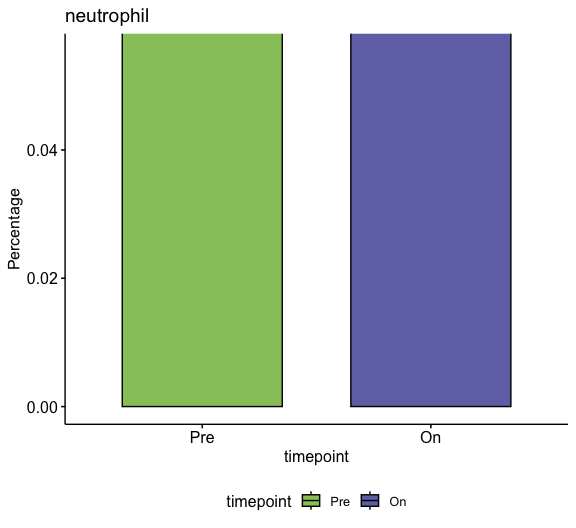 neutrophil
0.04
0.02
0.00
Percentage
Pre On
timepoint
timepoint Pre On